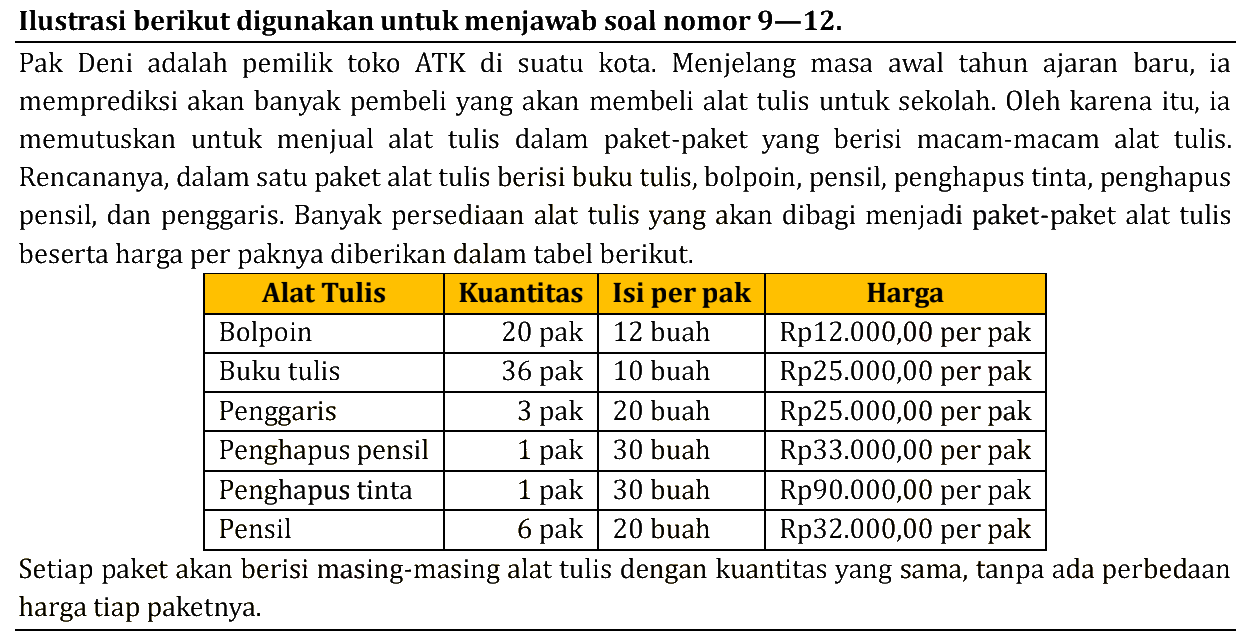 Ilustrasi berikut digunakan untuk menjawab soal nomor 9—12.
Pak Deni adalah pemilik toko ATK di suatu kota. Menjelang masa awal tahun ajaran baru, ia
memprediksi akan banyak pembeli yang akan membeli alat tulis untuk sekolah. Oleh karena itu, ia
memutuskan untuk menjual alat tulis dalam paket-paket yang berisi macam-macam alat tulis.
Rencananya, dalam satu paket alat tulis berisi buku tulis, bolpoin, pensil, penghapus tinta, penghapus
pensil, dan penggaris. Banyak persediaan alat tulis yang akan dibagi menjadi paket-paket alat tulis
beserta harga per paknya diberikan dalam tabel berikut.
Alat Tulis Kuantitas Isi per pak Harga
Bolpoin 20 pak 12 buah Rp12.000,00 per pak
Buku tulis 36 pak 10 buah Rp25.000,00 per pak
Penggaris 3 pak 20 buah Rp25.000,00 per pak
Penghapus pensil 1 pak 30 buah Rp33.000,00 per pak
Penghapus tinta 1 pak 30 buah Rp90.000,00 per pak
Pensil 6 pak 20 buah Rp32.000,00 per pak
Setiap paket akan berisi masing-masing alat tulis dengan kuantitas yang sama, tanpa ada perbedaan
harga tiap paketnya.